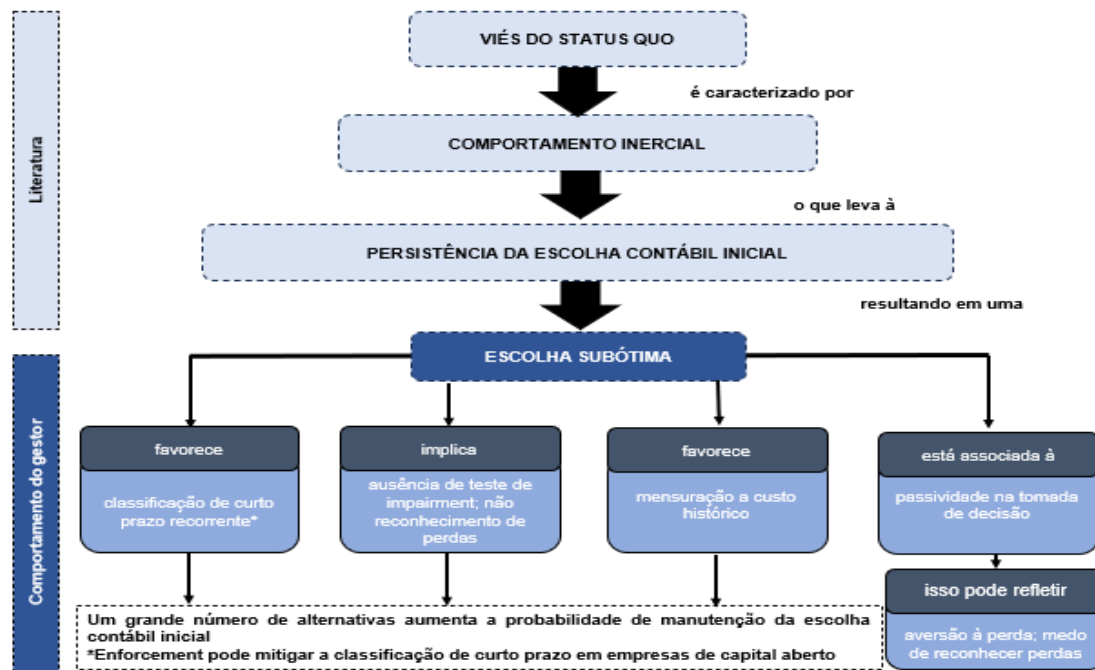 Literatura
VIÉS DO STATUS QUO
é caracterizado por
COMPORTAMENTO INERCIAL
o que leva à
PERSISTÊNCIA DA ESCOLHA CONTÁBIL INICIAL
resultando em uma
Comportamento do gestor
ESCOLHA SUBÓTIMA
favorece
classificação de curto
prazo recorrente*
implica
ausência de teste de
impairment; não
reconhecimento de
perdas
favorece
mensuração a custo
histórico
está associada à
passividade na tomada
de decisão
isso pode refletir
aversão à perda; medo
de reconhecer perdas
Um grande número de alternativas aumenta a probabilidade de manutenção da escolha
contábil inicial
*Enforcement pode mitigar a classificação de curto prazo em empresas de capital aberto